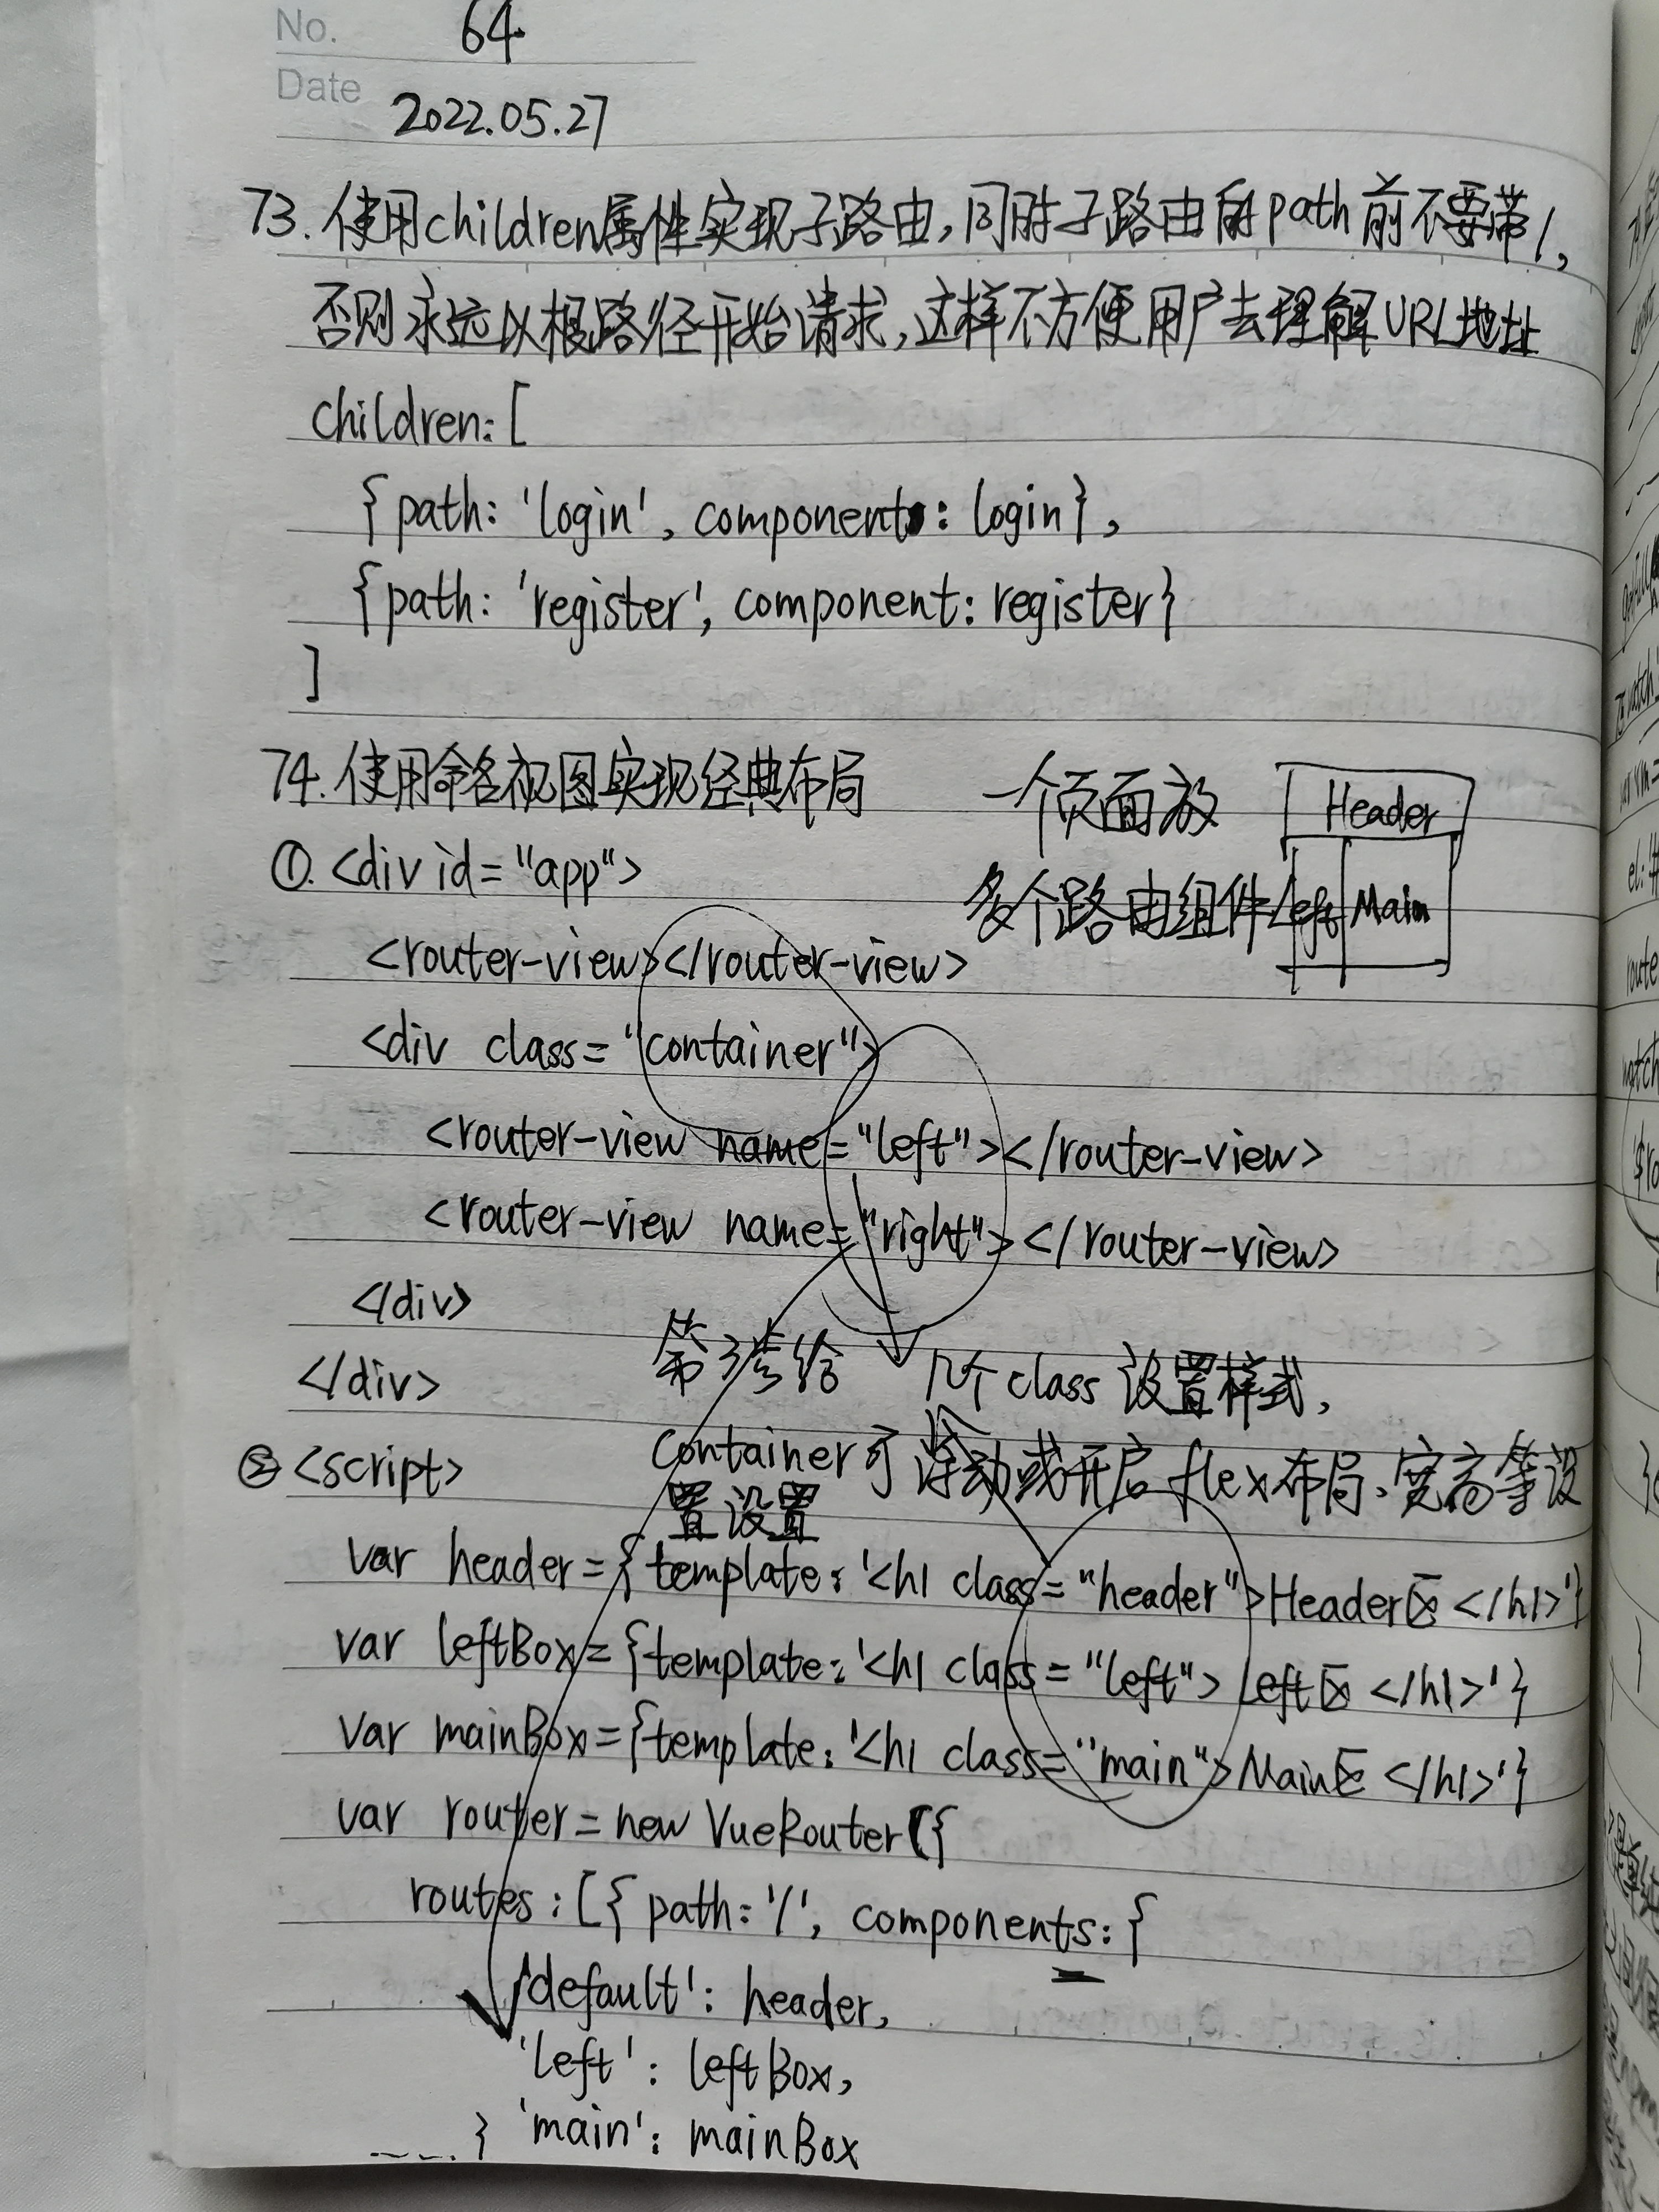 No. 64
Date 2022.05.27
73. 使用children属性实现子路由,同时子路由的path前不要带/,
否则永远以根路径开始请求,这样不方便用户去理解URL地址
children:[
{path: 'login', component: login},
{path: 'register', component: register}
]
74. 使用命名视图实现经典布局
一个页面放
多个路由组件
Header
Left Main
①. <div id="app">
<router-view></router-view>
<div class="container">
<router-view name="left"></router-view>
<router-view name="right"></router-view>
</div>
</div>
给 几个class设置样式,
container可浮动或开启flex布局、宽高等设
置设置
② <script>
var header={template: '<h1 class="header">Header区</h1>'}
var leftBox={template: '<h1 class="left">Left区</h1>'}
var mainBox={template: '<h1 class="main">Main区</h1>'}
var router=new VueRouter({
routes:[{path:'/', components:{
'default': header,
'left': leftBox,
'main': mainBox
}